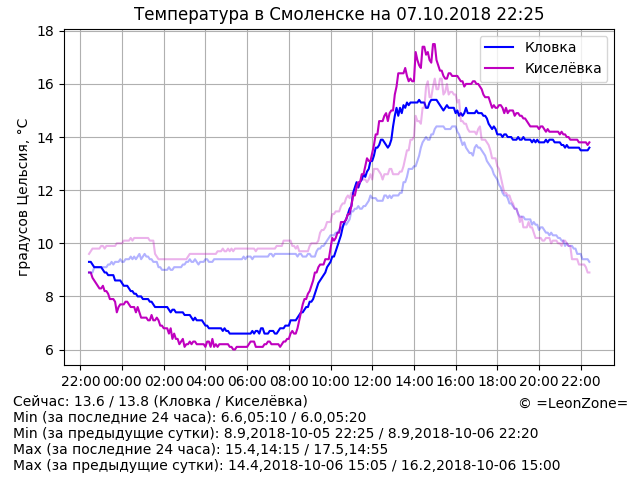 Температура в Смоленске на 07.10.2018 22:25
Кловка
Киселёвка
градусов Цельсия, °C
18
16
14
12
10
8
6
22:00 00:00 02:00 04:00 06:00 08:00 10:00 12:00 14:00 16:00 18:00 20:00 22:00
Сейчас: 13.6 / 13.8 (Кловка / Киселёвка)
© =LeonZone=
Min (за последние 24 часа): 6.6,05:10 / 6.0,05:20
Min (за предыдущие сутки): 8.9,2018-10-05 22:25 / 8.9,2018-10-06 22:20
Max (за последние 24 часа): 15.4,14:15 / 17.5,14:55
Max (за предыдущие сутки): 14.4,2018-10-06 15:05 / 16.2,2018-10-06 15:00